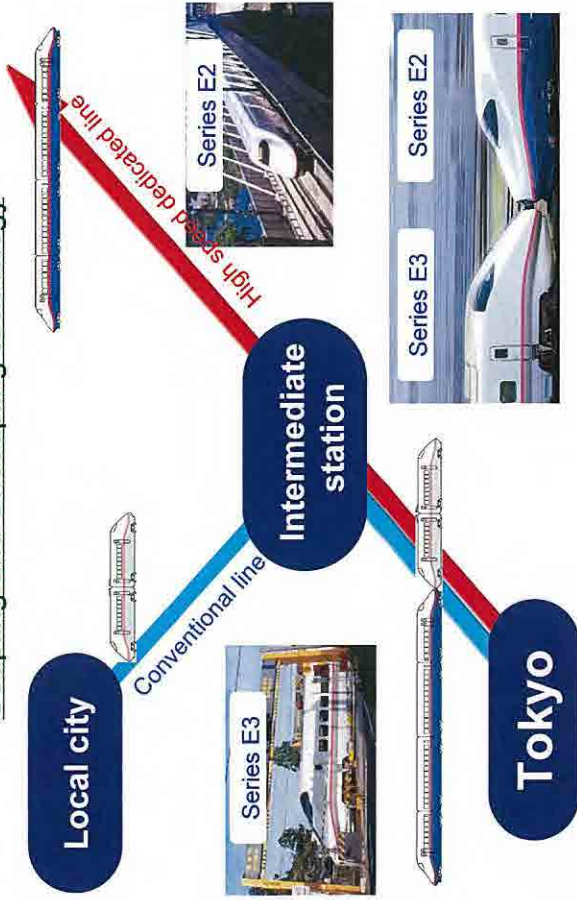 Local city
Conventional line
High speed dedicated line
Series E2
Intermediate
station
Series E3
Series E3
Series E2
Tokyo